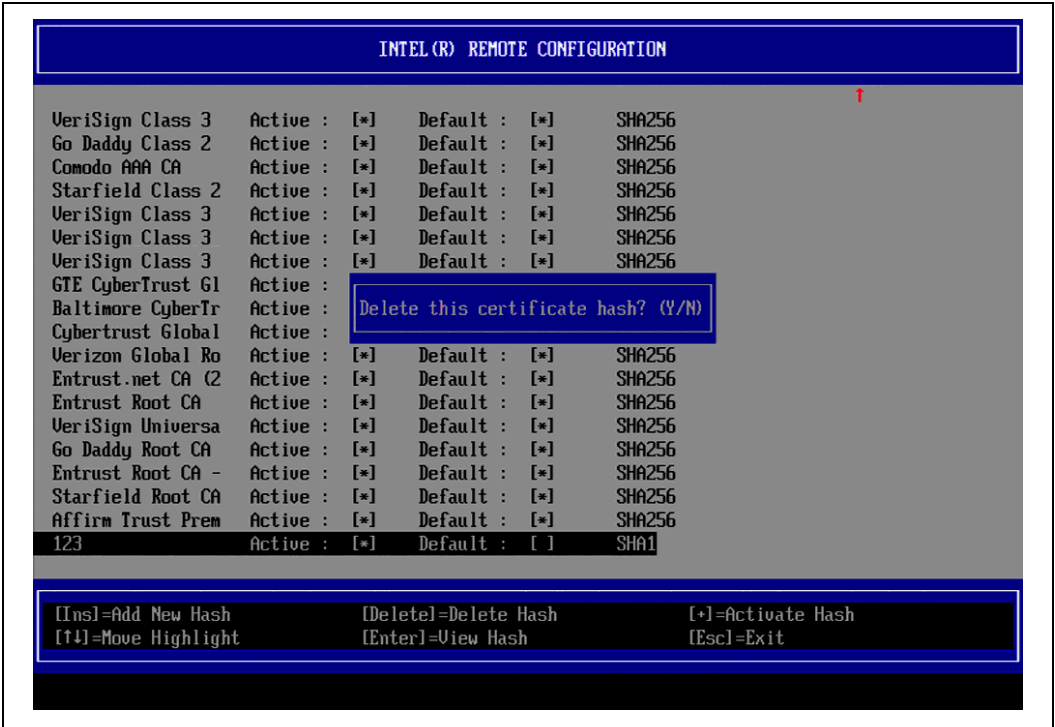 INTEL(R) REMOTE CONFIGURATION
↑
VeriSign Class 3 Active : [*] Default : [*] SHA256
Go Daddy Class 2 Active : [*] Default : [*] SHA256
Comodo AAA CA Active : [*] Default : [*] SHA256
Starfield Class 2 Active : [*] Default : [*] SHA256
VeriSign Class 3 Active : [*] Default : [*] SHA256
VeriSign Class 3 Active : [*] Default : [*] SHA256
VeriSign Class 3 Active : [*] Default : [*] SHA256
GTE CyberTrust Gl Active :
Baltimore CyberTr Active :
Cybertrust Global Active :
Delete this certificate hash? (Y/N)
Verizon Global Ro Active : [*] Default : [*] SHA256
Entrust.net CA (2 Active : [*] Default : [*] SHA256
Entrust Root CA Active : [*] Default : [*] SHA256
VeriSign Universa Active : [*] Default : [*] SHA256
Go Daddy Root CA Active : [*] Default : [*] SHA256
Entrust Root CA - Active : [*] Default : [*] SHA256
Starfield Root CA Active : [*] Default : [*] SHA256
Affirm Trust Prem Active : [*] Default : [*] SHA256
123 Active : [*] Default : [ ] SHA1
[Ins]=Add New Hash [Delete]=Delete Hash [+]=Activate Hash
[↑↓]=Move Highlight [Enter]=View Hash [Esc]=Exit